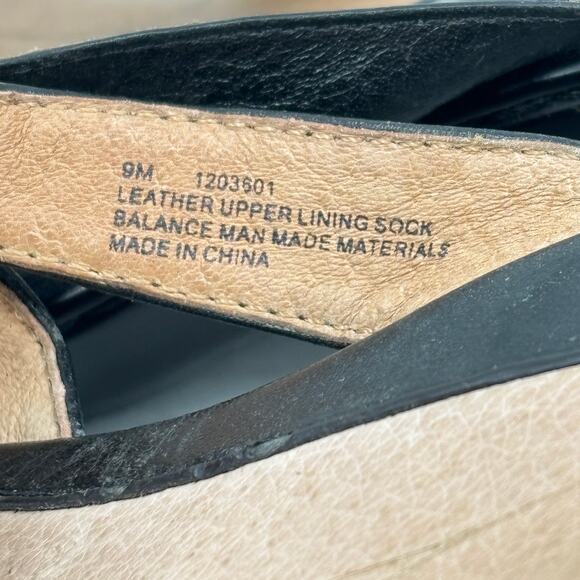 9M 1203601
LEATHER UPPER LINING SOCK
BALANCE MAN MADE MATERIALS
MADE IN CHINA